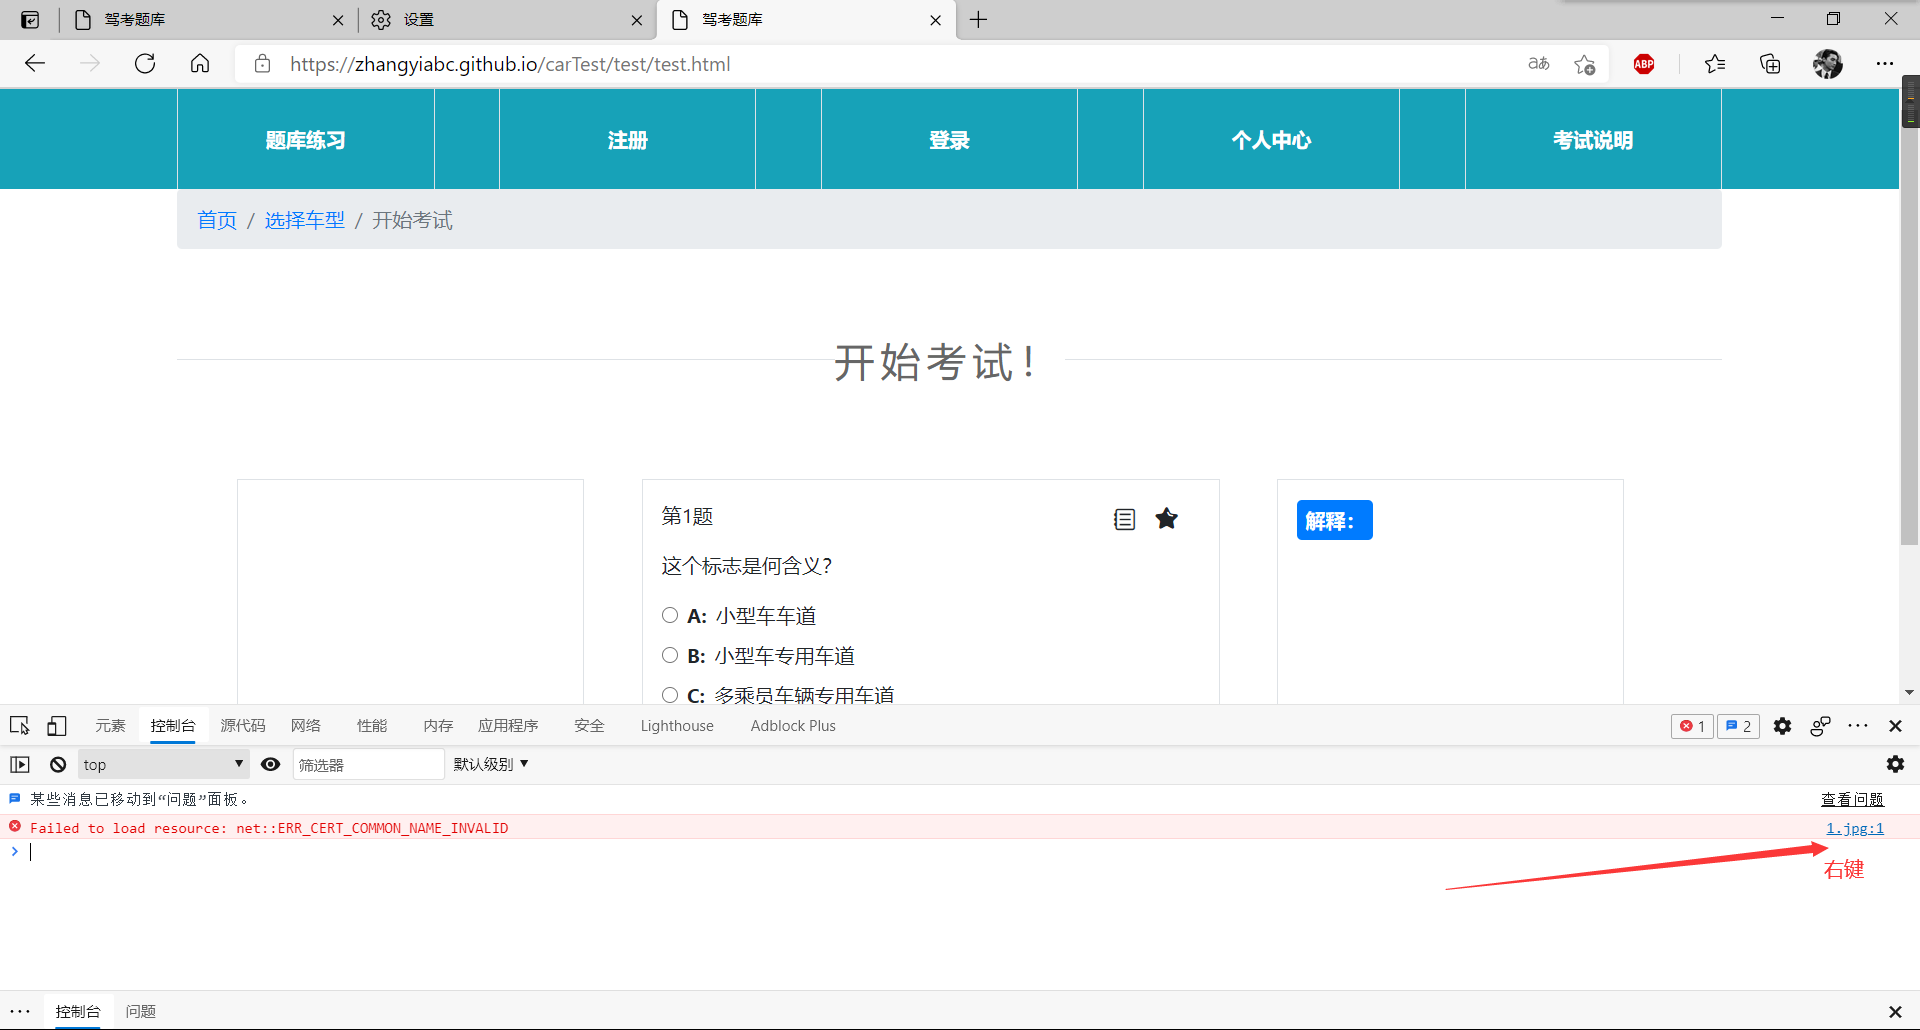 驾考题库
设置
驾考题库
https://zhangyiabc.github.io/carTest/test/test.html
aあ
ABP
题库练习 注册 登录 个人中心 考试说明
首页 / 选择车型 / 开始考试
开始考试！
第1题
这个标志是何含义？
A: 小型车车道
B: 小型车专用车道
C: 多乘员车辆专用车道
解释：
元素 控制台 源代码 网络 性能 内存 应用程序 安全 Lighthouse Adblock Plus 1 2
top 筛选器 默认级别
某些消息已移动到“问题”面板。 查看问题
Failed to load resource: net::ERR_CERT_COMMON_NAME_INVALID 1.jpg:1
右键
控制台 问题